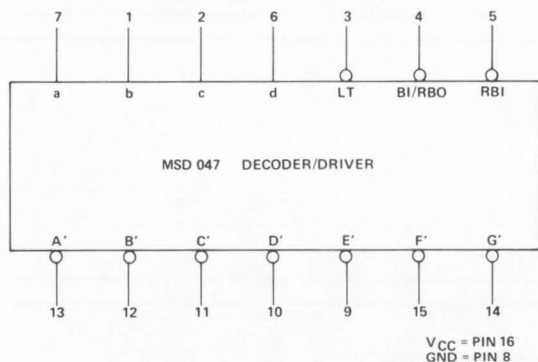 7 1 2 6 3 4 5
a b c d LT BI/RBO RBI
MSD 047 DECODER/DRIVER
A' B' C' D' E' F' G'
13 12 11 10 9 15 14
VCC = PIN 16
GND = PIN 8